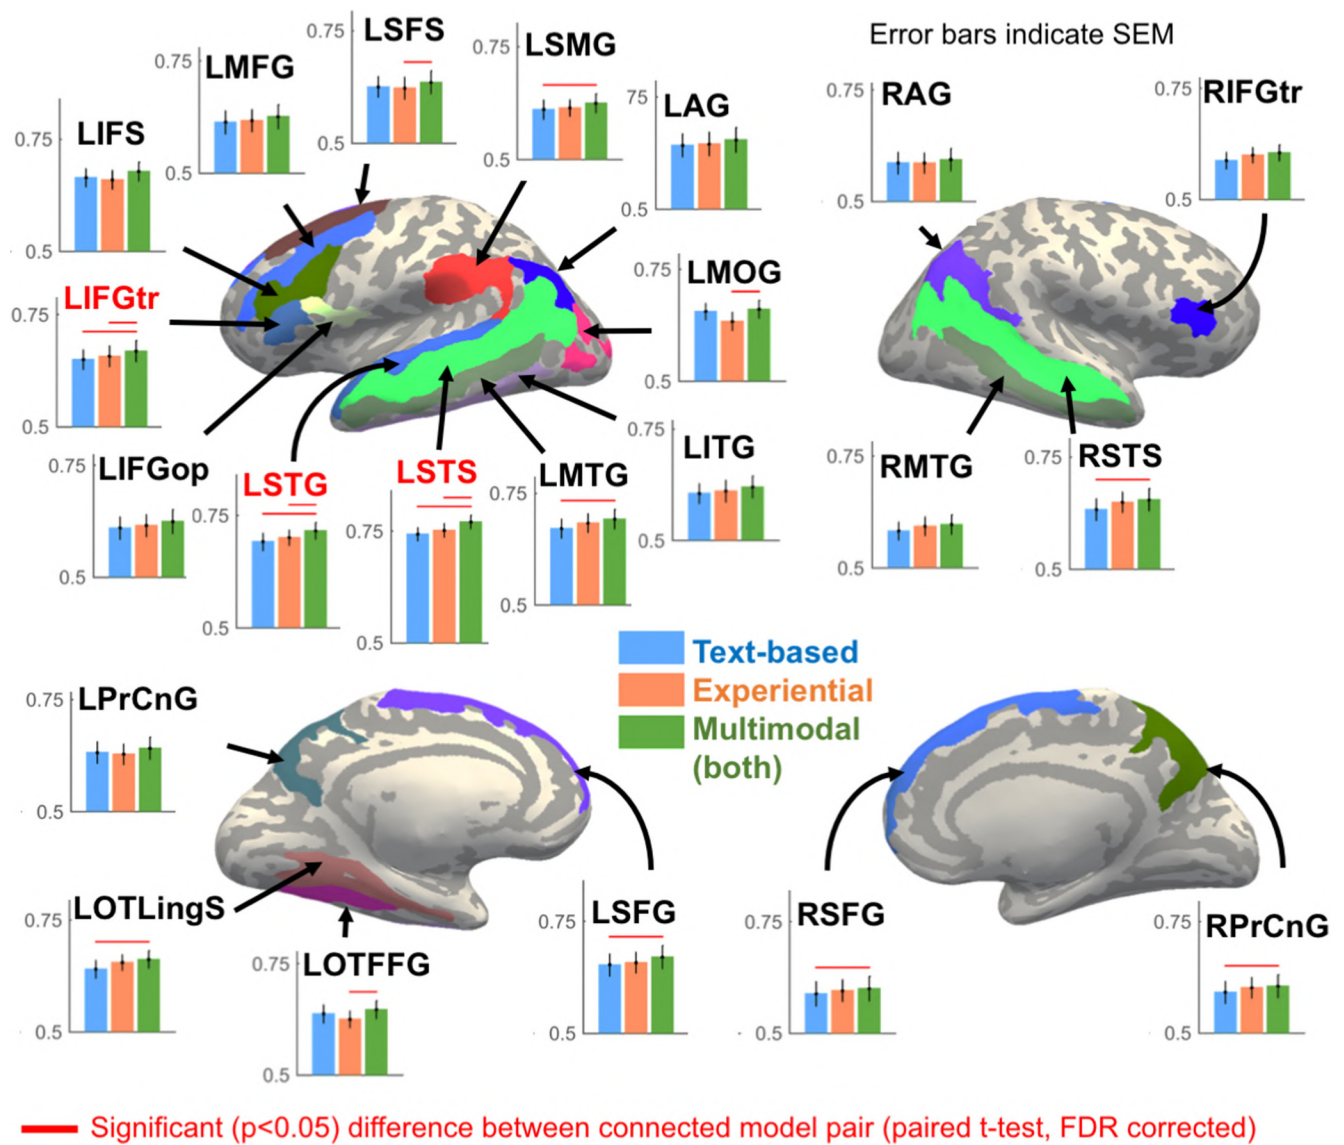 Error bars indicate SEM
LSFS
0.75
0.5
LSMG
0.75
0.5
LMFG
0.75
0.5
LAG
75
0.5
RAG
0.75
0.5
RIFGtr
0.75
0.5
LIFS
0.75
0.5
LMOG
0.75
0.5
LIFGtr
0.75
0.5
LITG
0.75
0.5
RMTG
0.75
0.5
RSTS
0.75
0.5
LIFGop
0.75
0.5
LSTG
0.75
0.5
LSTS
0.75
0.5
LMTG
0.75
0.5
Text-based
Experiential
Multimodal
(both)
LPrCnG
0.75
0.5
LOTLingS
0.75
0.5
LOTFFG
0.75
0.5
LSFG
0.75
0.5
RSFG
0.75
0.5
RPrCnG
0.75
0.5
Significant (p<0.05) difference between connected model pair (paired t-test, FDR corrected)